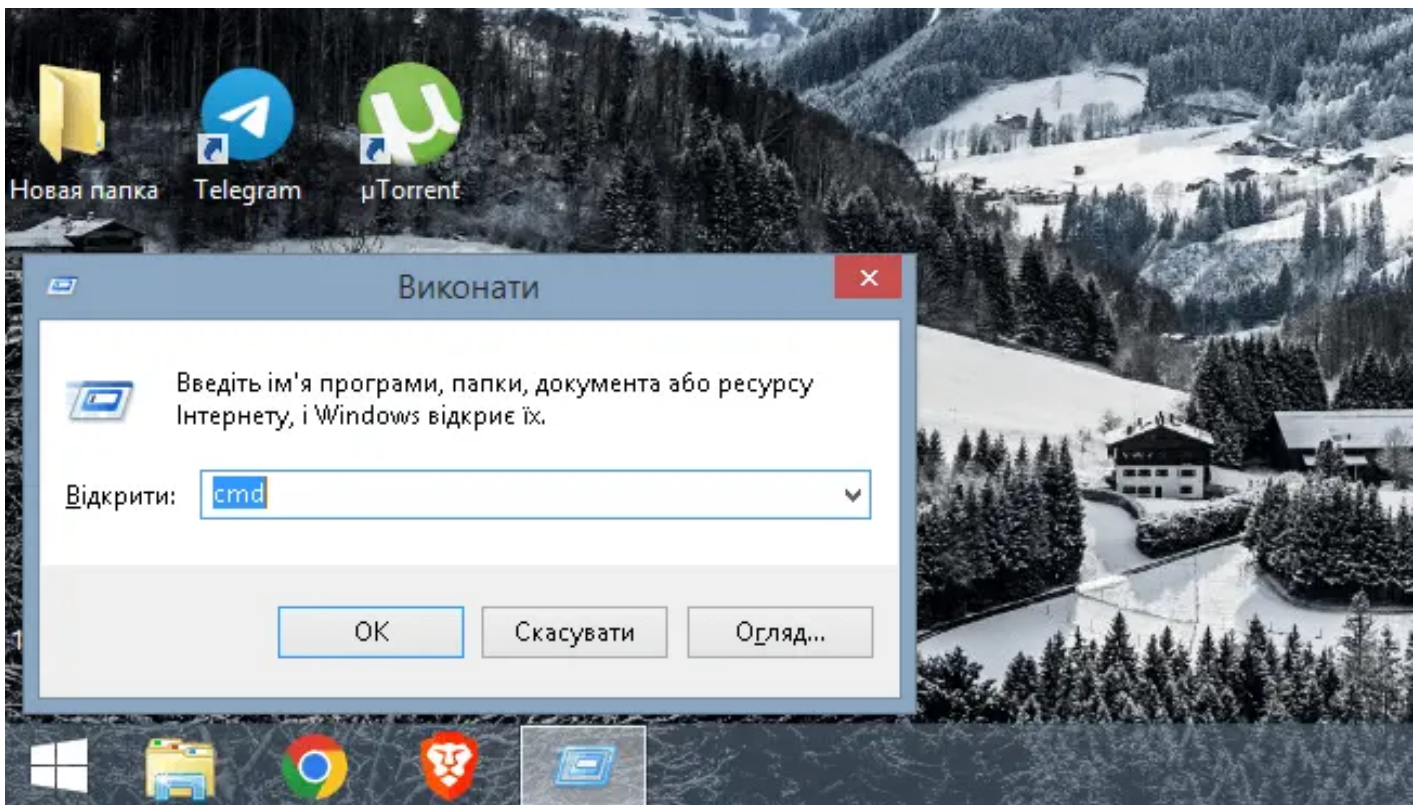 Новая папка
Telegram
µTorrent
Виконати
Введіть ім'я програми, папки, документа або ресурсу
Інтернету, і Windows відкриє їх.
Відкрити:
cmd
OK
Скасувати
Огляд...